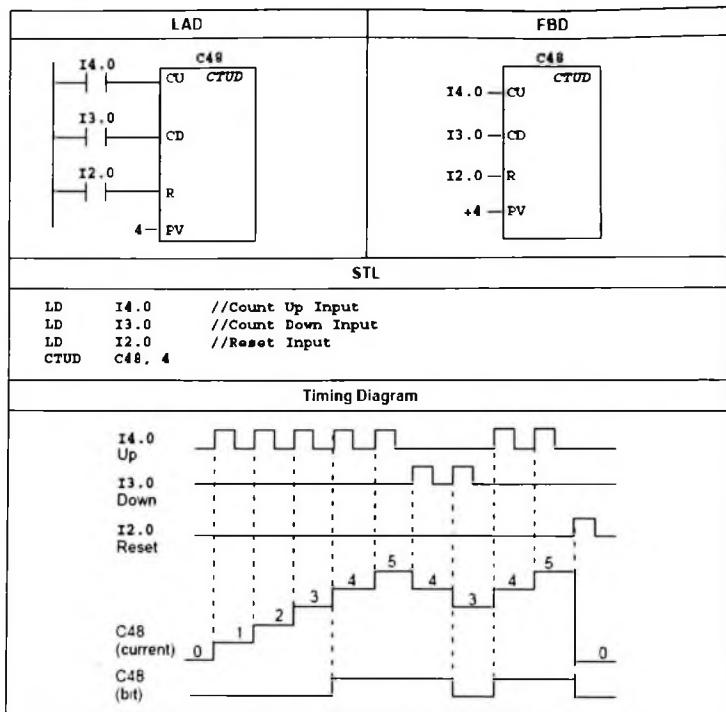 LAD
FBD
C48
I4.0
CU CTUD
I3.0
CD
I2.0
R
4 PV
C48
CTUD
I4.0 CU
I3.0 CD
I2.0 R
+4 PV
STL
LD I4.0 //Count Up Input
LD I3.0 //Count Down Input
LD I2.0 //Reset Input
CTUD C48, 4
Timing Diagram
I4.0
Up
I3.0
Down
I2.0
Reset
5 5
4 4 4
3 3
2
C48 1
(current) 0 0
C48
(bit)